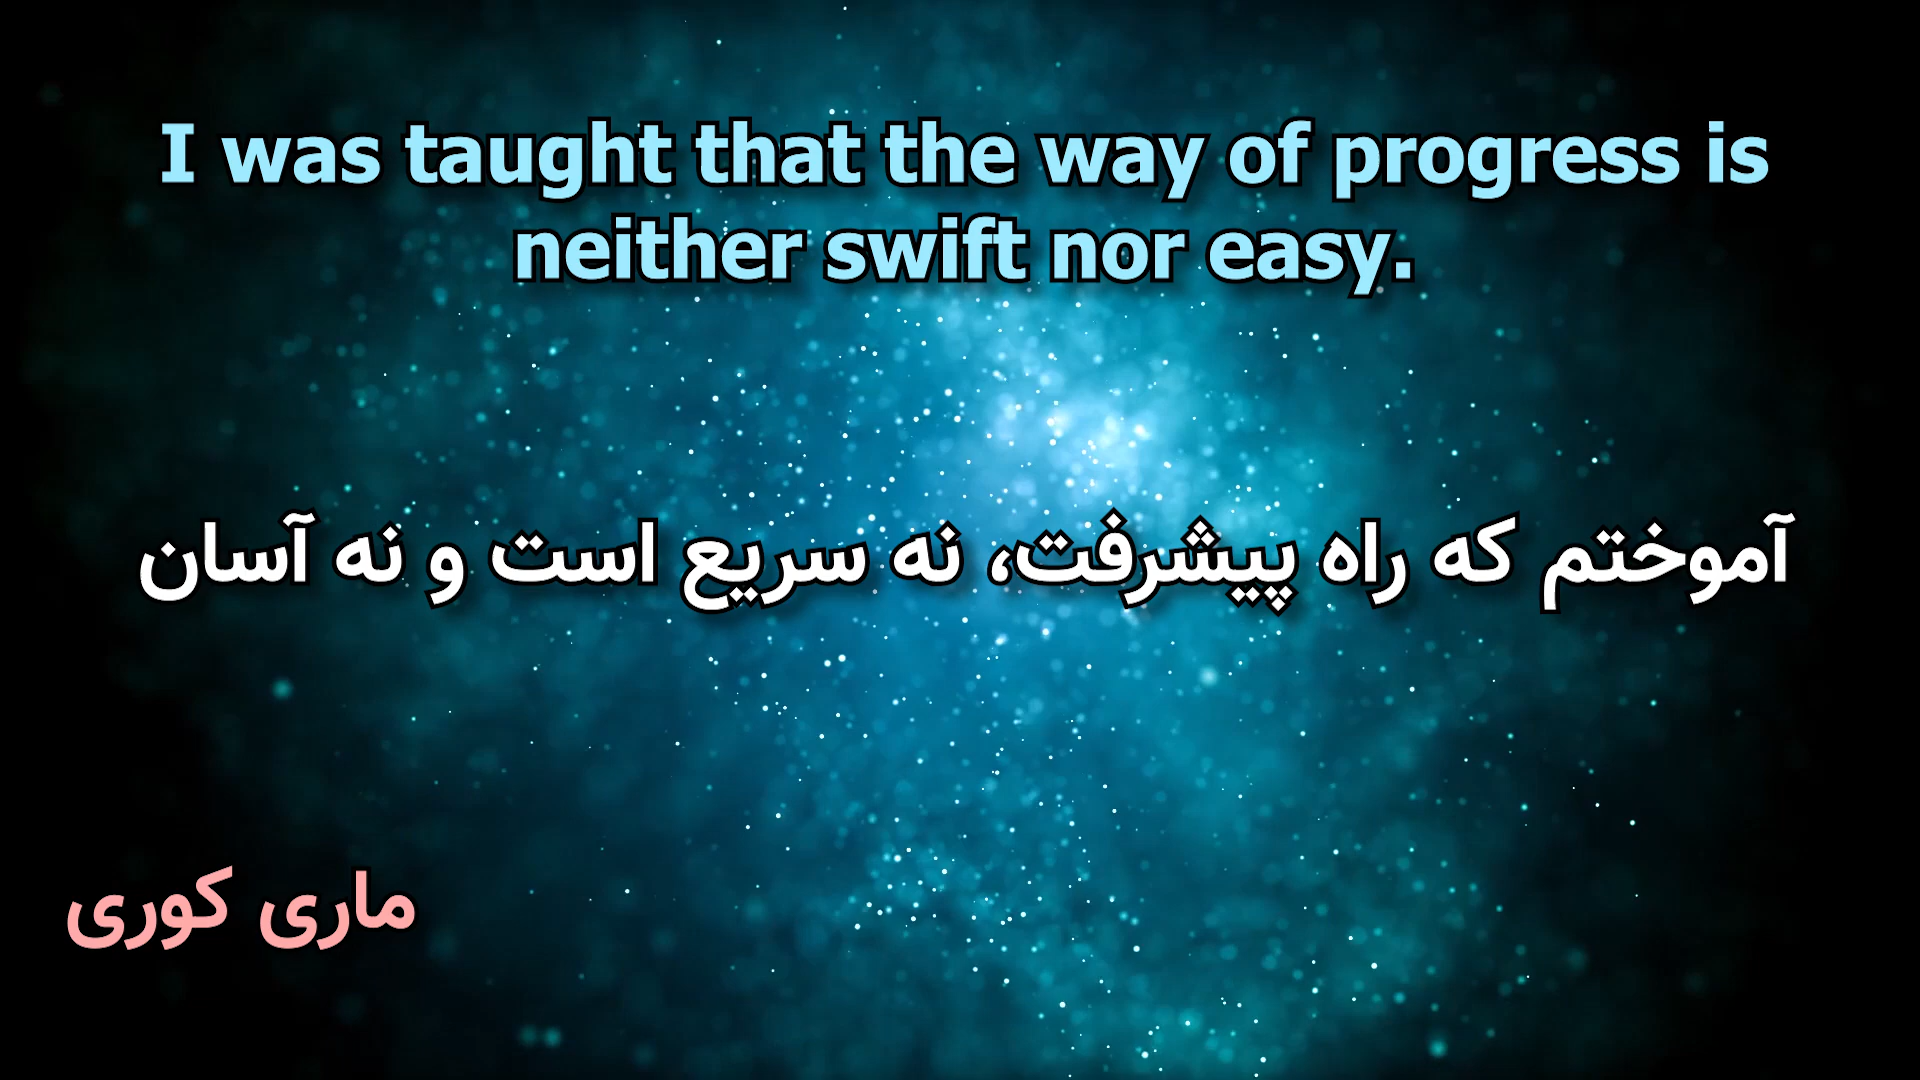 I was taught that the way of progress is
neither swift nor easy.
آموختم که راه پیشرفت، نه سریع است و نه آسان
ماری کوری